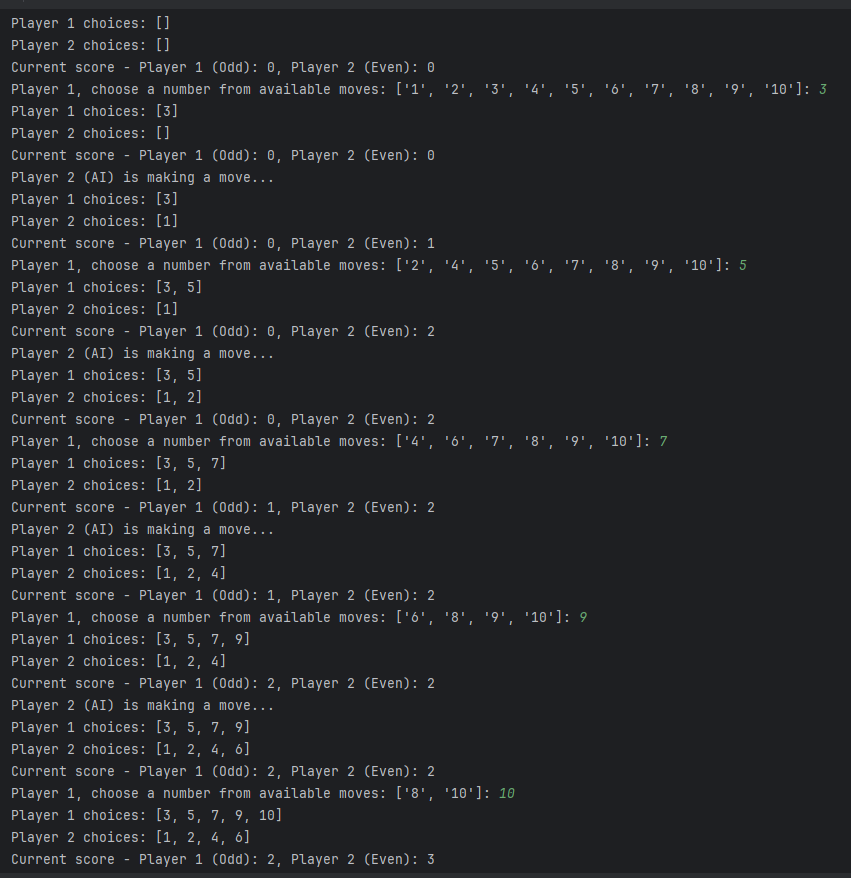 Player 1 choices: []
Player 2 choices: []
Current score - Player 1 (Odd): 0, Player 2 (Even): 0
Player 1, choose a number from available moves: ['1', '2', '3', '4', '5', '6', '7', '8', '9', '10']: 3
Player 1 choices: [3]
Player 2 choices: []
Current score - Player 1 (Odd): 0, Player 2 (Even): 0
Player 2 (AI) is making a move...
Player 1 choices: [3]
Player 2 choices: [1]
Current score - Player 1 (Odd): 0, Player 2 (Even): 1
Player 1, choose a number from available moves: ['2', '4', '5', '6', '7', '8', '9', '10']: 5
Player 1 choices: [3, 5]
Player 2 choices: [1]
Current score - Player 1 (Odd): 0, Player 2 (Even): 2
Player 2 (AI) is making a move...
Player 1 choices: [3, 5]
Player 2 choices: [1, 2]
Current score - Player 1 (Odd): 0, Player 2 (Even): 2
Player 1, choose a number from available moves: ['4', '6', '7', '8', '9', '10']: 7
Player 1 choices: [3, 5, 7]
Player 2 choices: [1, 2]
Current score - Player 1 (Odd): 1, Player 2 (Even): 2
Player 2 (AI) is making a move...
Player 1 choices: [3, 5, 7]
Player 2 choices: [1, 2, 4]
Current score - Player 1 (Odd): 1, Player 2 (Even): 2
Player 1, choose a number from available moves: ['6', '8', '9', '10']: 9
Player 1 choices: [3, 5, 7, 9]
Player 2 choices: [1, 2, 4]
Current score - Player 1 (Odd): 2, Player 2 (Even): 2
Player 2 (AI) is making a move...
Player 1 choices: [3, 5, 7, 9]
Player 2 choices: [1, 2, 4, 6]
Current score - Player 1 (Odd): 2, Player 2 (Even): 2
Player 1, choose a number from available moves: ['8', '10']: 10
Player 1 choices: [3, 5, 7, 9, 10]
Player 2 choices: [1, 2, 4, 6]
Current score - Player 1 (Odd): 2, Player 2 (Even): 3